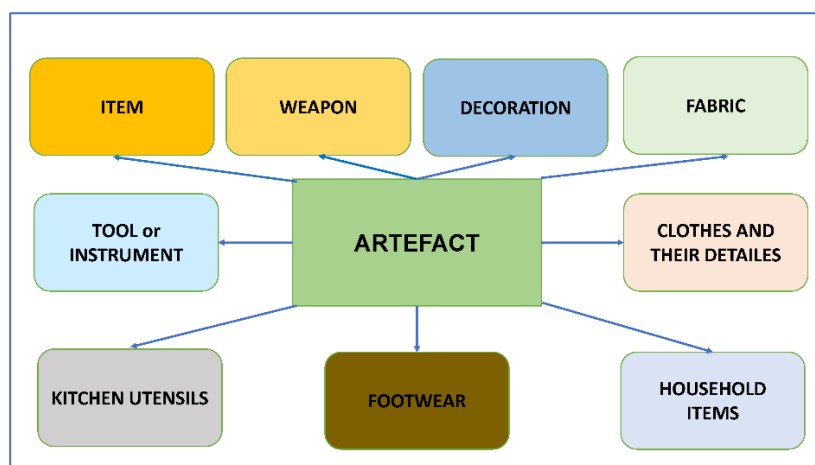 ITEM
WEAPON
DECORATION
FABRIC
TOOL or
INSTRUMENT
ARTEFACT
CLOTHES AND
THEIR DETAILES
KITCHEN UTENSILS
FOOTWEAR
HOUSEHOLD
ITEMS